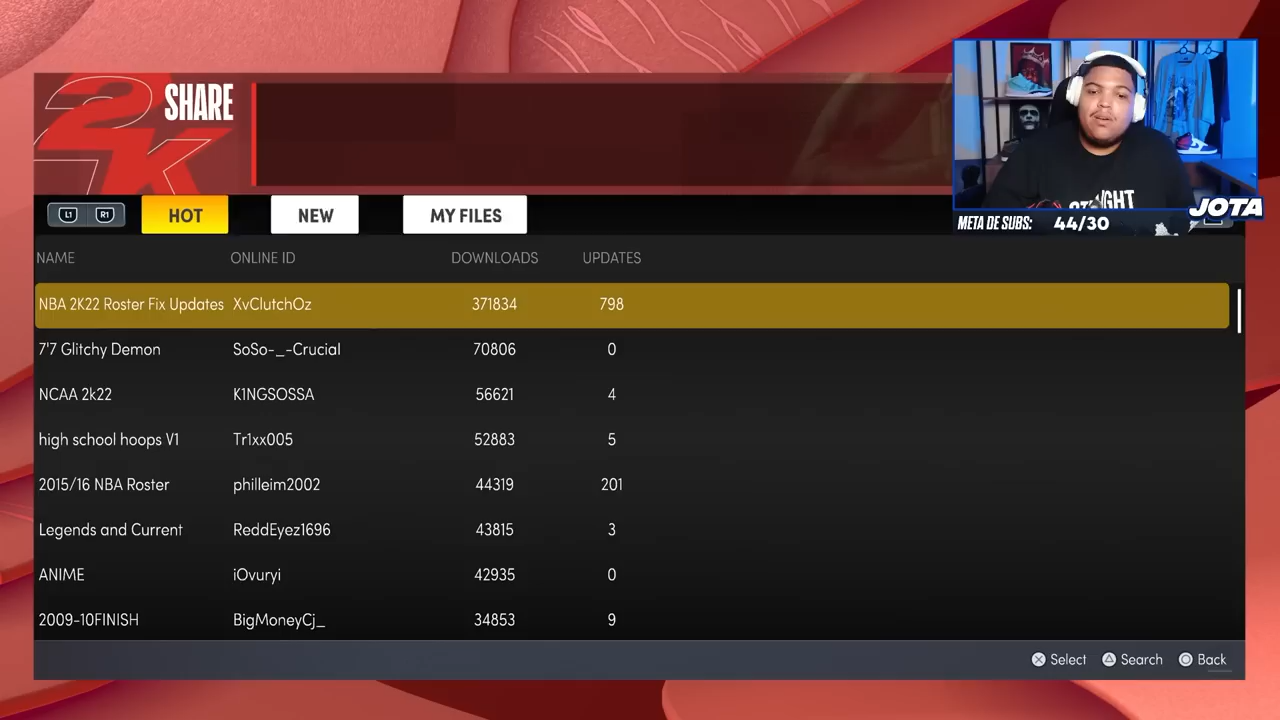 2K SHARE
L1 R1 HOT NEW MY FILES
NAME ONLINE ID DOWNLOADS UPDATES
NBA 2K22 Roster Fix Updates XvClutchOz 371834 798
7'7 Glitchy Demon SoSo-_-Crucial 70806 0
NCAA 2k22 K1NGSOSSA 56621 4
high school hoops V1 Tr1xx005 52883 5
2015/16 NBA Roster philleim2002 44319 201
Legends and Current ReddEyez1696 43815 3
ANIME iOvuryi 42935 0
2009-10FINISH BigMoneyCj_ 34853 9
Select Search Back
JOTA
META DE SUBS: 44/30